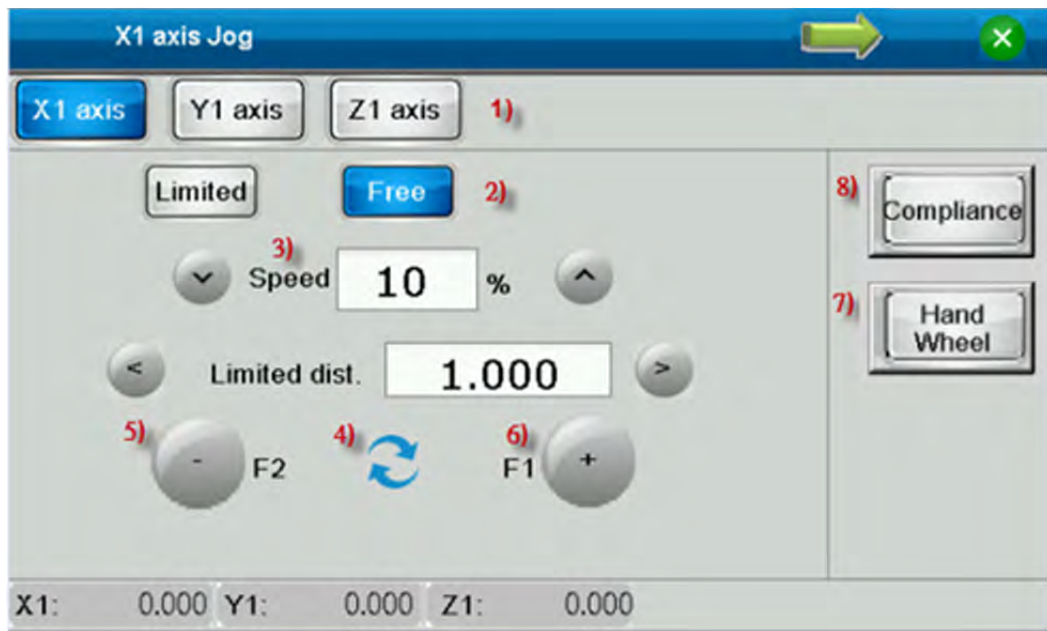 X1 axis Jog
×
X1 axis Y1 axis Z1 axis 1)
Limited Free 2)
8) Compliance
3)
Speed 10 %
7) Hand
Wheel
< Limited dist. 1.000 >
5) - F2 4) 6) F1 +
X1: 0.000 Y1: 0.000 Z1: 0.000